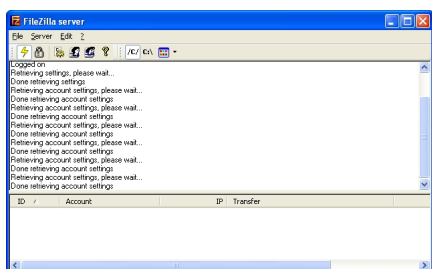 FileZilla server
File Server Edit ?
/C/ C:\
Logged on
Retrieving settings, please wait...
Done retrieving settings
Retrieving account settings, please wait...
Done retrieving account settings
Retrieving account settings, please wait...
Done retrieving account settings
Retrieving account settings, please wait...
Done retrieving account settings
Retrieving account settings, please wait...
Done retrieving account settings
Retrieving account settings, please wait...
Done retrieving account settings
Retrieving account settings, please wait...
Done retrieving account settings
ID / Account IP Transfer